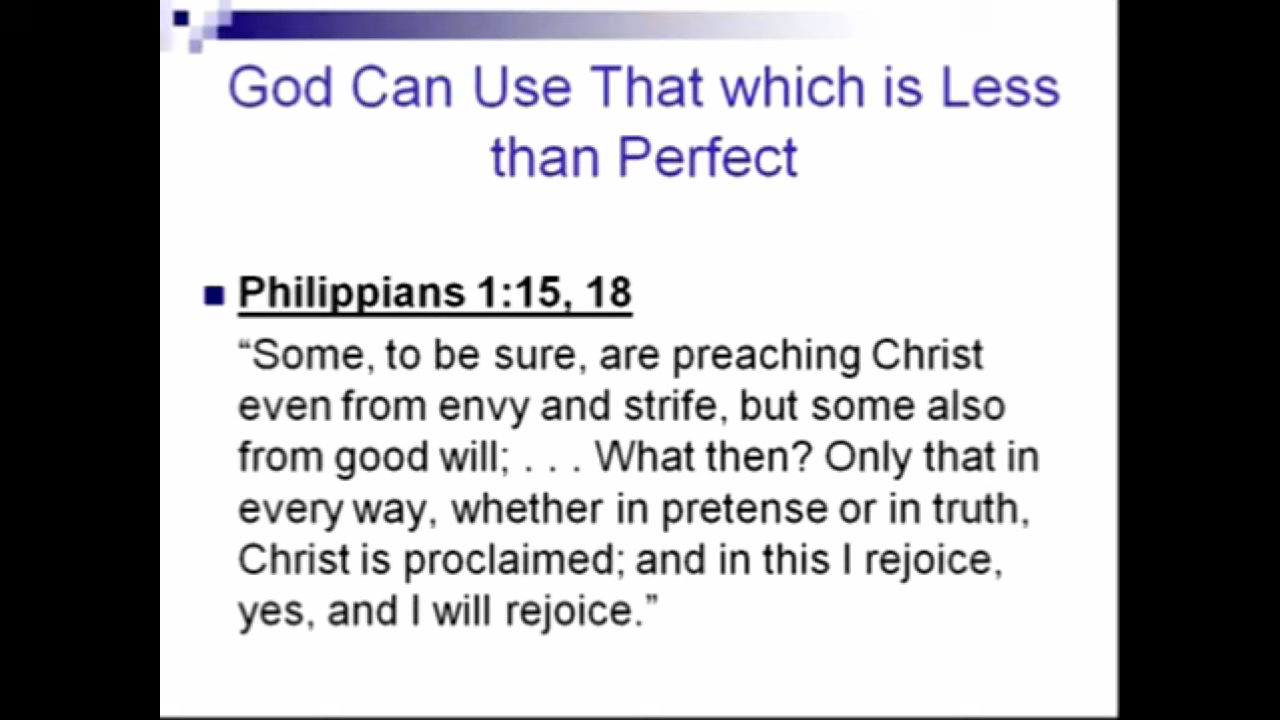 God Can Use That which is Less
than Perfect
Philippians 1:15, 18
“Some, to be sure, are preaching Christ
even from envy and strife, but some also
from good will; . . . What then? Only that in
every way, whether in pretense or in truth,
Christ is proclaimed; and in this I rejoice,
yes, and I will rejoice.”